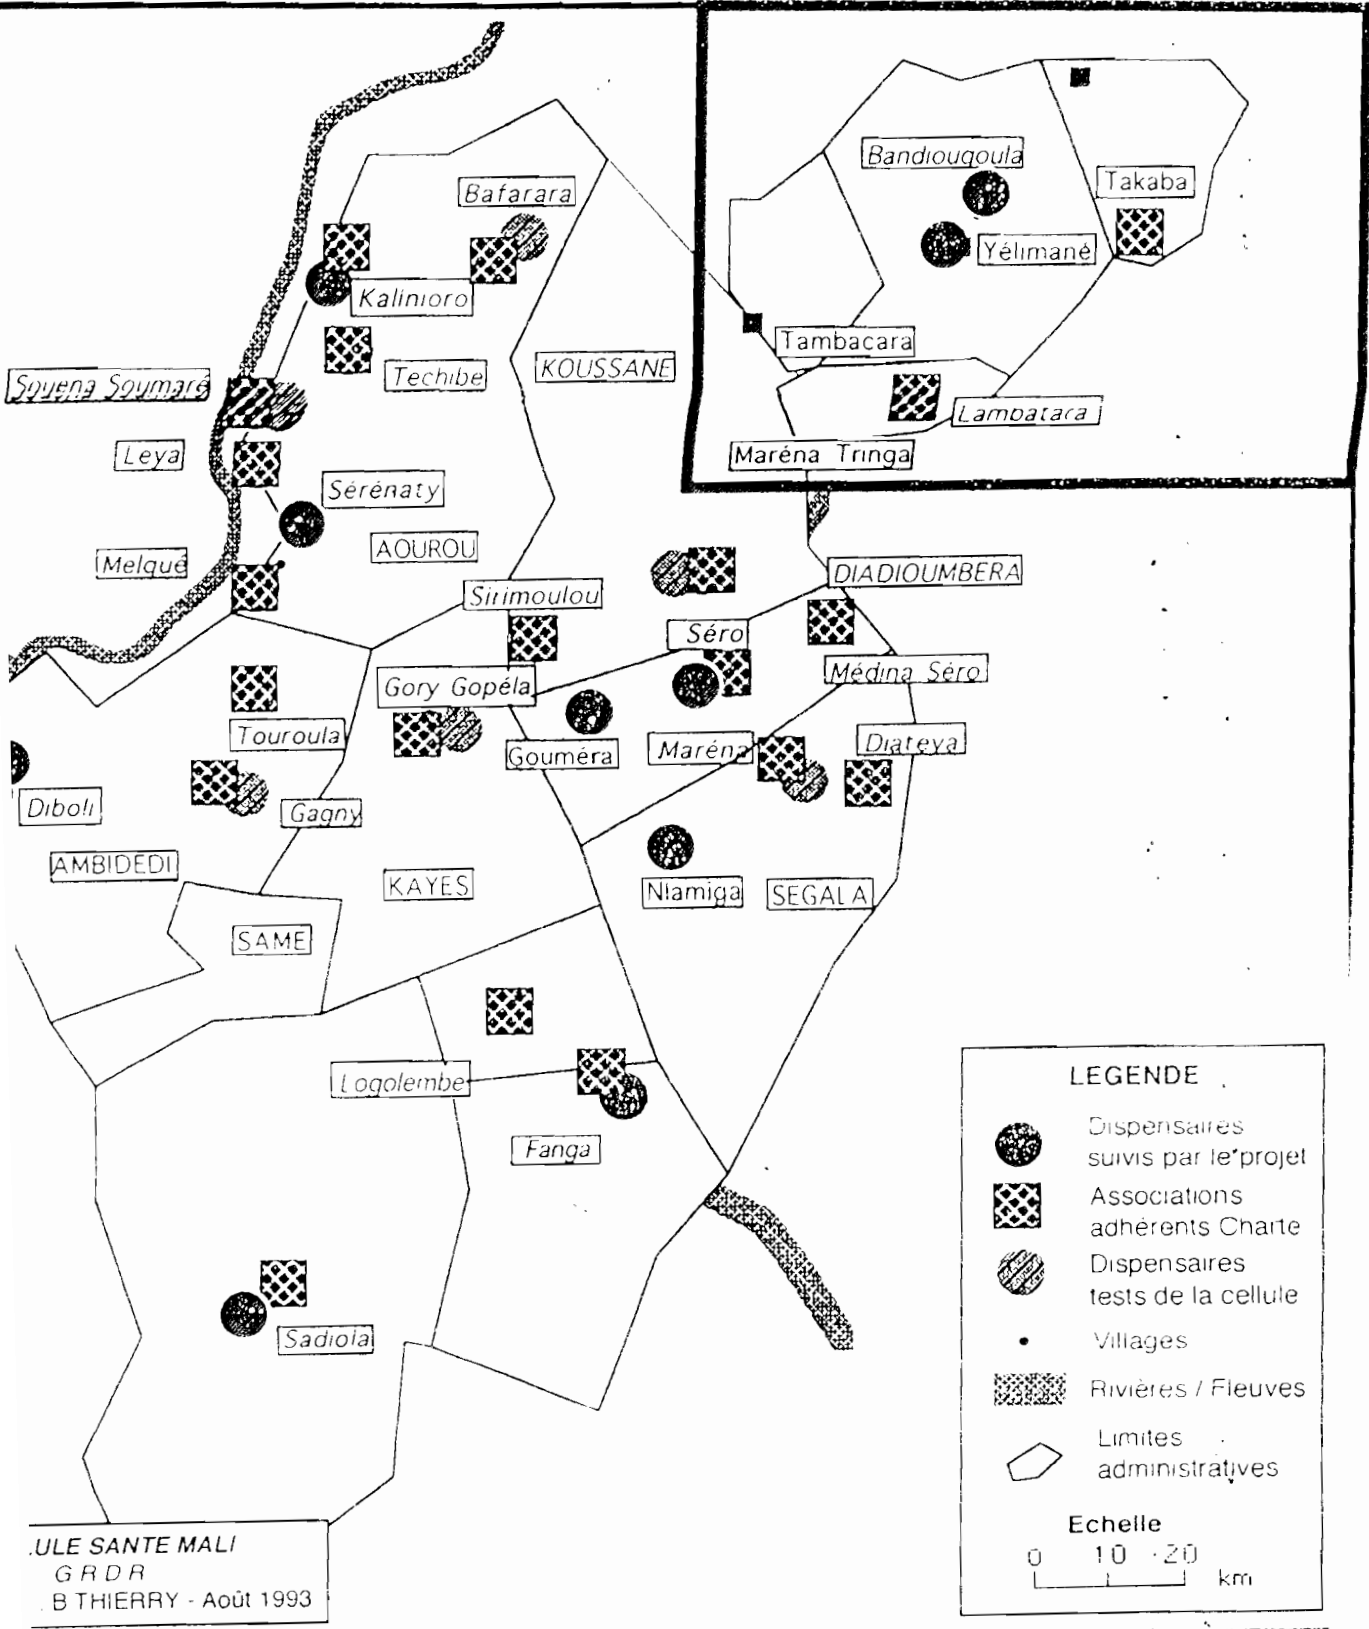 Bandiougoula
Takaba
Bafarara
Yélimané
Kalinioro
Tambacara
Techibe
KOUSSANE
Souena Soumaré
Lambatara
Leya
Maréna Tringa
Sérénaty
AOUROU
Melqué
Sirimoulou
DIADIOUMBERA
Séro
Médina Séro
Gory Gopéla
Touroula
Gouméra
Maréna
Diateya
Diboli
Gagny
AMBIDEDI
KAYES
Niamiga
SEGALA
SAME
Logolembe
Fanga
Sadiola
LEGENDE
Dispensaires
suivis par le projet
Associations
adhérents Charte
Dispensaires
tests de la cellule
Villages
Rivières / Fleuves
Limites
administratives
Echelle
0 10 20
km
ULE SANTE MALI
G R D R
B THIERRY - Août 1993